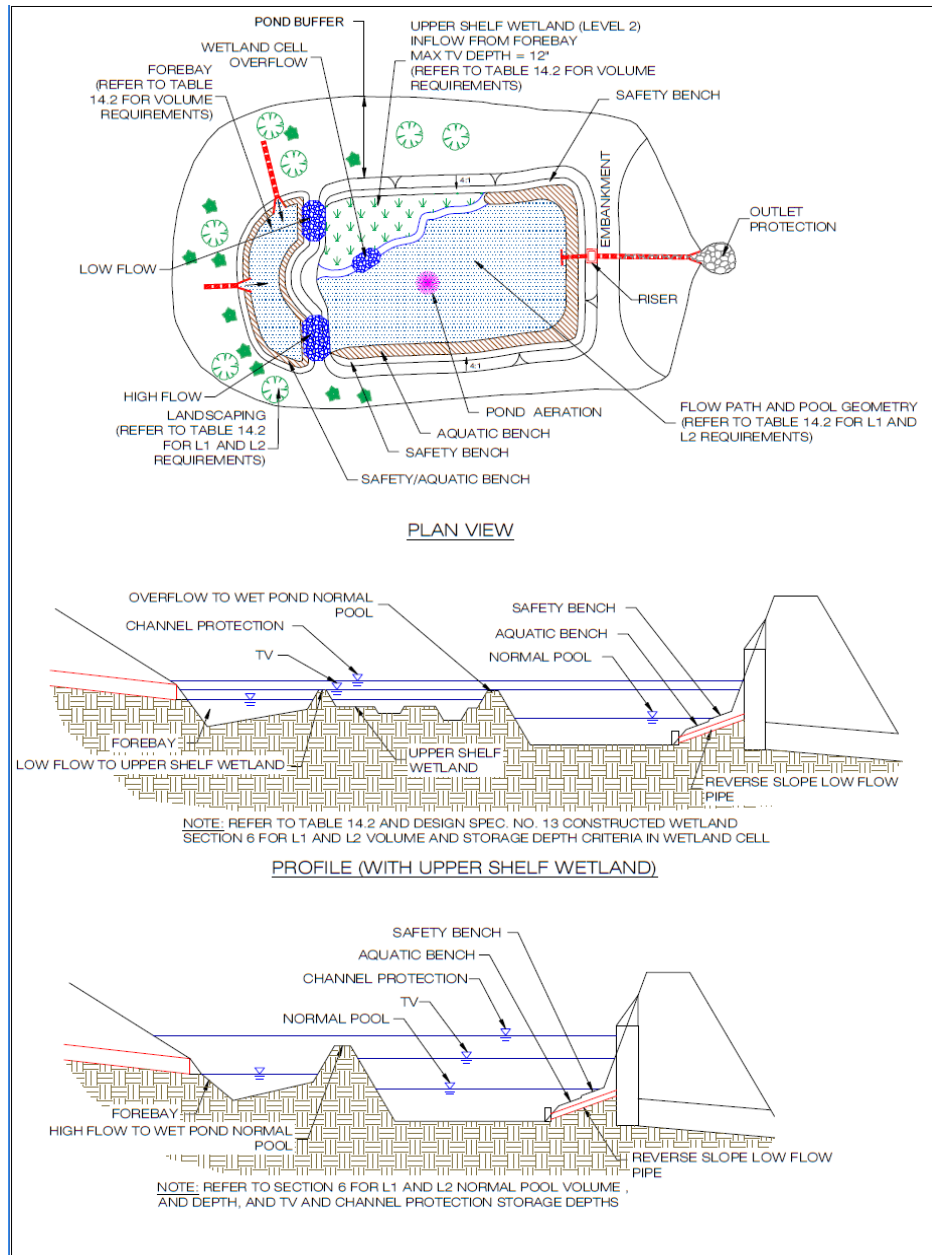 POND BUFFER
WETLAND CELL
OVERFLOW
UPPER SHELF WETLAND (LEVEL 2)
INFLOW FROM FOREBAY
MAX TV DEPTH = 12"
(REFER TO TABLE 14.2 FOR VOLUME
REQUIREMENTS)
FOREBAY
(REFER TO TABLE
14.2 FOR VOLUME
REQUIREMENTS)
SAFETY BENCH
4:1
EMBANKMENT
OUTLET
PROTECTION
LOW FLOW
RISER
4:1
HIGH FLOW
LANDSCAPING
(REFER TO TABLE 14.2
FOR L1 AND L2
REQUIREMENTS)
POND AERATION
AQUATIC BENCH
SAFETY BENCH
SAFETY/AQUATIC BENCH
FLOW PATH AND POOL GEOMETRY
(REFER TO TABLE 14.2 FOR L1 AND
L2 REQUIREMENTS)
PLAN VIEW
OVERFLOW TO WET POND NORMAL
POOL
CHANNEL PROTECTION
TV
SAFETY BENCH
AQUATIC BENCH
NORMAL POOL
FOREBAY
LOW FLOW TO UPPER SHELF WETLAND
UPPER SHELF
WETLAND
REVERSE SLOPE LOW FLOW
PIPE
NOTE: REFER TO TABLE 14.2 AND DESIGN SPEC. NO. 13 CONSTRUCTED WETLAND
SECTION 6 FOR L1 AND L2 VOLUME AND STORAGE DEPTH CRITERIA IN WETLAND CELL
PROFILE (WITH UPPER SHELF WETLAND)
SAFETY BENCH
AQUATIC BENCH
CHANNEL PROTECTION
TV
NORMAL POOL
FOREBAY
HIGH FLOW TO WET POND NORMAL
POOL
REVERSE SLOPE LOW FLOW
PIPE
NOTE: REFER TO SECTION 6 FOR L1 AND L2 NORMAL POOL VOLUME ,
AND DEPTH, AND TV AND CHANNEL PROTECTION STORAGE DEPTHS